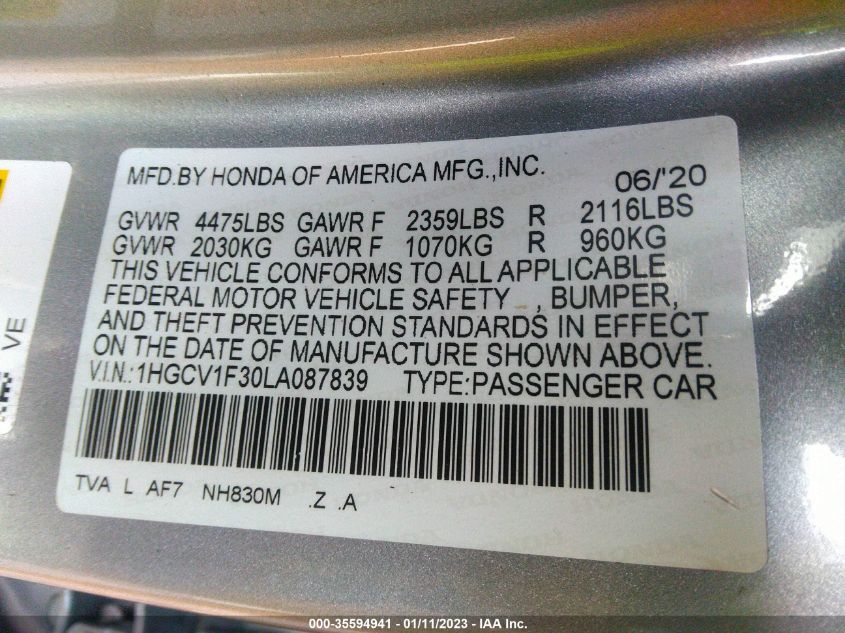 MFD.BY HONDA OF AMERICA MFG.,INC. 06/'20
GVWR 4475LBS GAWR F 2359LBS R 2116LBS
GVWR 2030KG GAWR F 1070KG R 960KG
THIS VEHICLE CONFORMS TO ALL APPLICABLE
FEDERAL MOTOR VEHICLE SAFETY , BUMPER,
AND THEFT PREVENTION STANDARDS IN EFFECT
ON THE DATE OF MANUFACTURE SHOWN ABOVE.
V.I.N.:1HGCV1F30LA087839 TYPE:PASSENGER CAR
TVA L AF7 NH830M .Z .A
VE
000-35594941 - 01/11/2023 - IAA Inc.